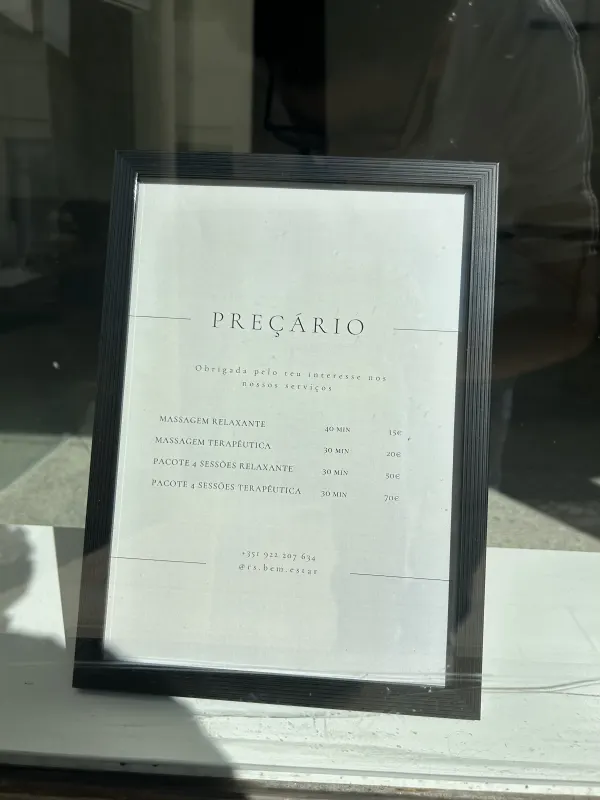 PREÇÁRIO
Obrigada pelo teu interesse nos
nossos serviços
MASSAGEM RELAXANTE 40 MIN 15€
MASSAGEM TERAPÊUTICA 30 MIN 20€
PACOTE 4 SESSÕES RELAXANTE 30 MIN 50€
PACOTE 4 SESSÕES TERAPÊUTICA 30 MIN 70€
+351 922 207 634
@rs.bem.estar